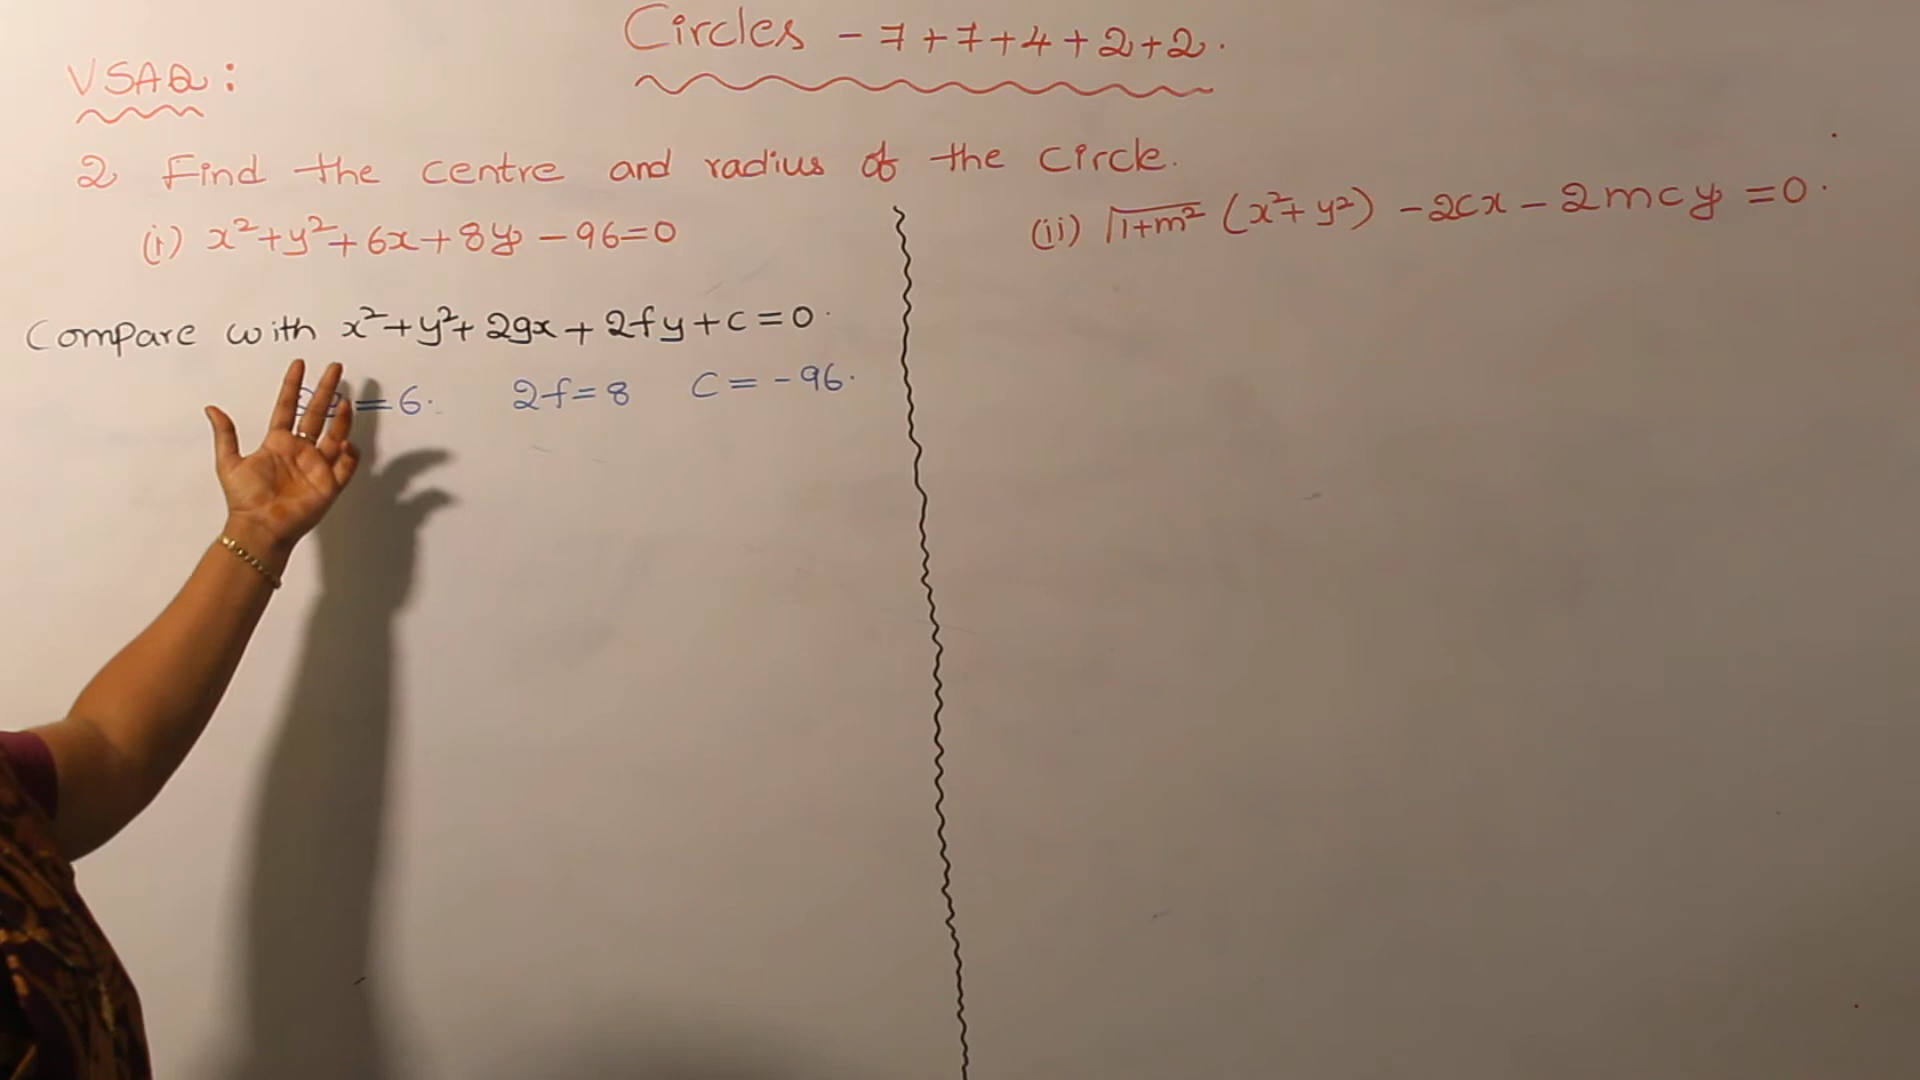 Circles - 7+7+4+2+2.
VSAQ :
2 Find the centre and radius of the circle.
(i) x²+y²+6x+8y-96=0
(ii) √1+m² (x²+y²) -2cx - 2mcy = 0.
Compare with x²+y²+2gx+2fy+c=0.
=6. 2f=8 C=-96.